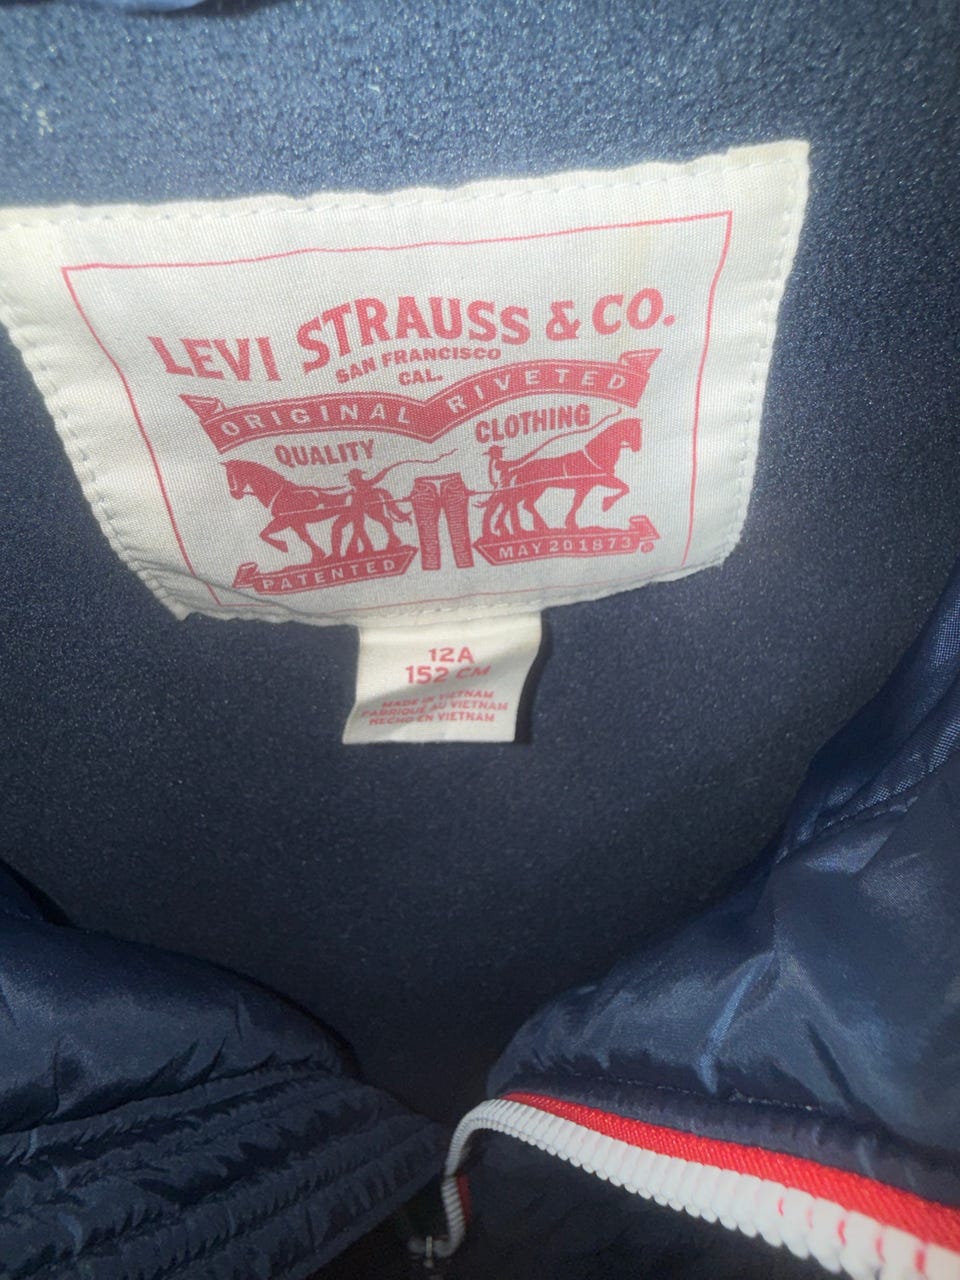 LEVI STRAUSS & CO.
SAN FRANCISCO
CAL.
ORIGINAL RIVETED
QUALITY CLOTHING
PATENTED MAY 20 1873
12A
152 CM
MADE IN VIETNAM
FABRIQUE AU VIETNAM
HECHO EN VIETNAM